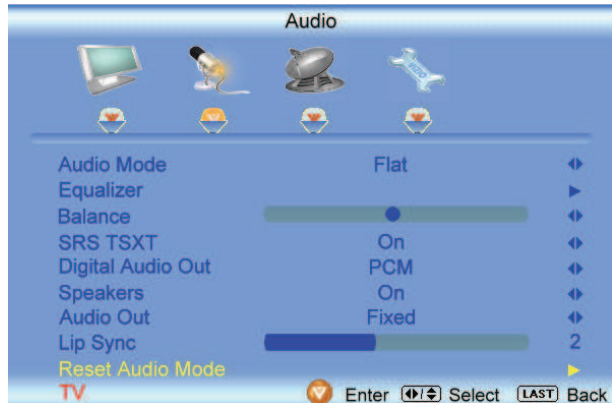 Audio
Audio Mode Flat
Equalizer
Balance
SRS TSXT On
Digital Audio Out PCM
Speakers On
Audio Out Fixed
Lip Sync 2
Reset Audio Mode
TV Enter Select LAST Back